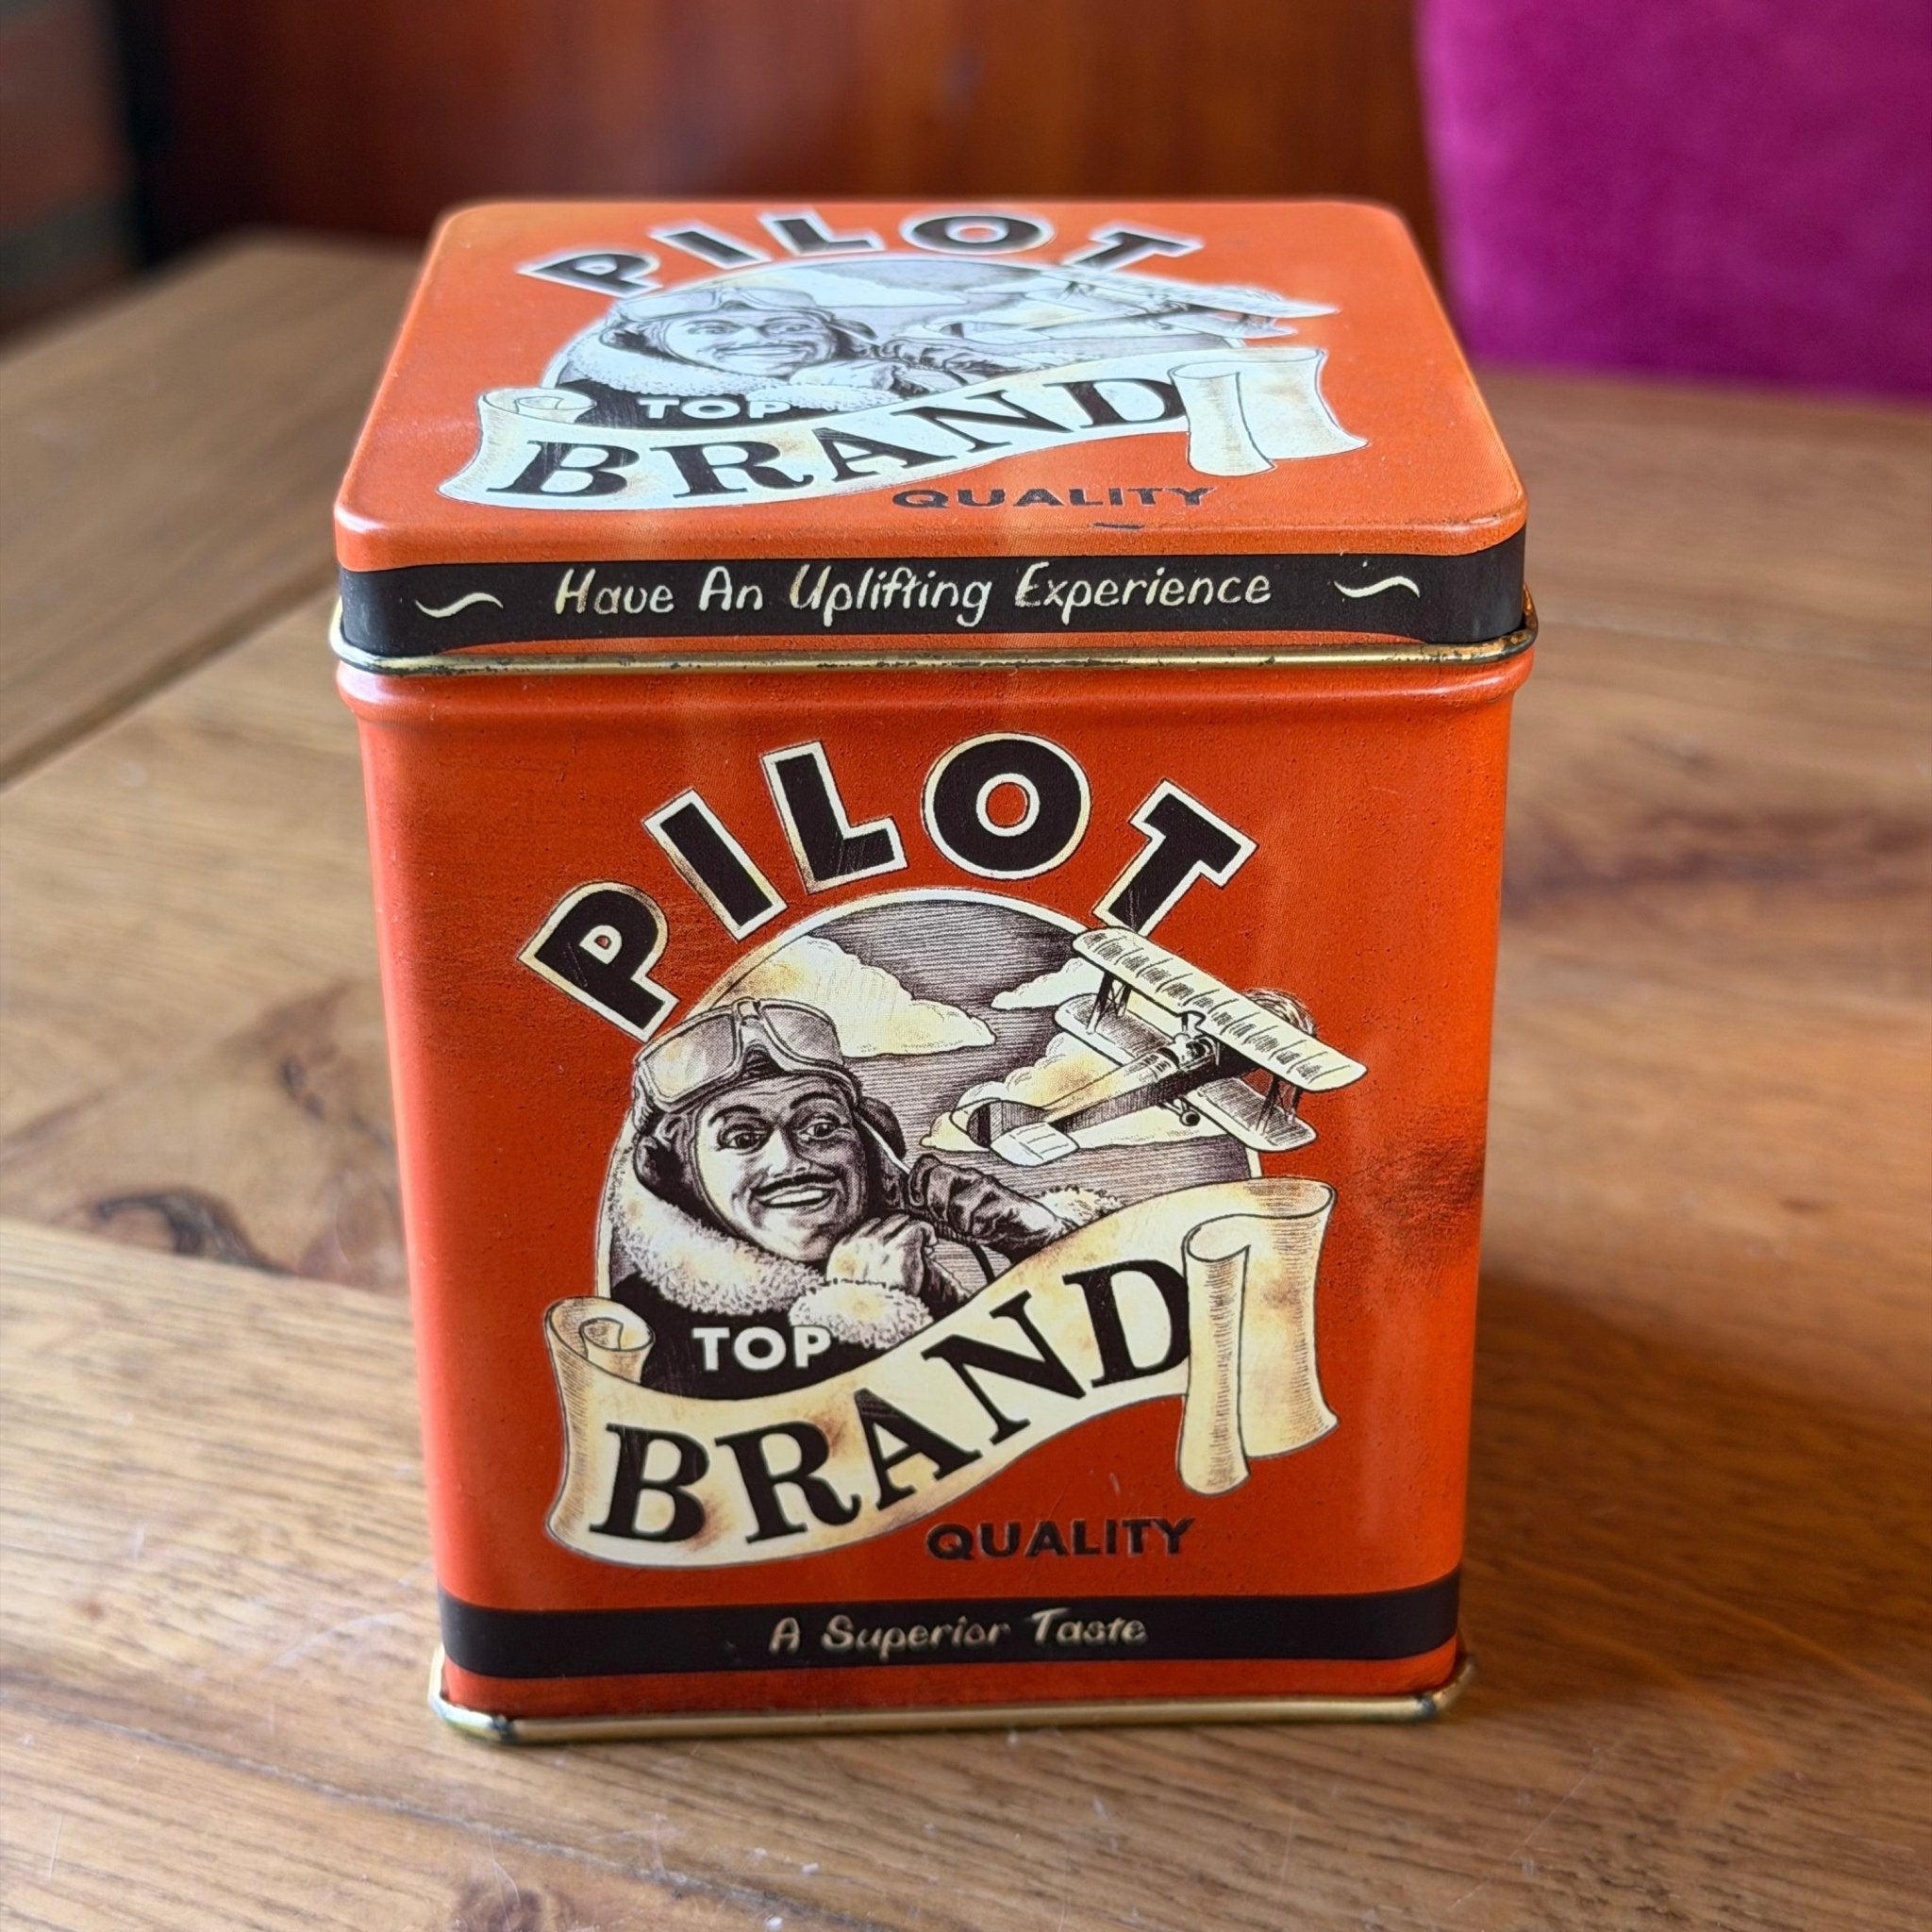 PILOT
TOP
BRAND
QUALITY
Have An Uplifting Experience
PILOT
TOP
BRAND
QUALITY
A Superior Taste